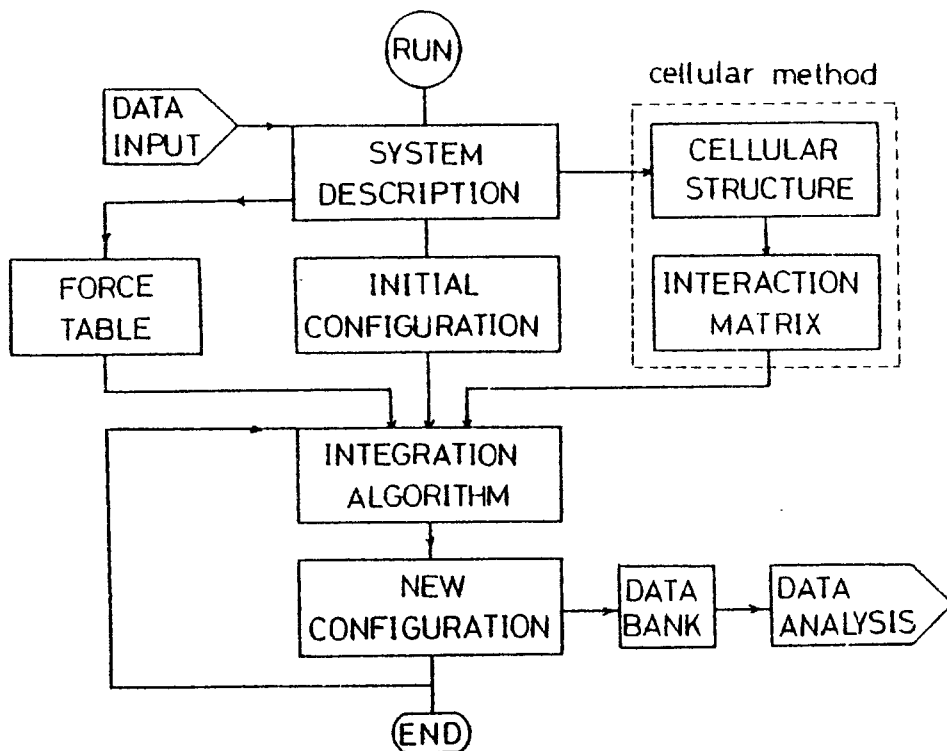 RUN
cellular method
DATA
INPUT
SYSTEM
DESCRIPTION
CELLULAR
STRUCTURE
FORCE
TABLE
INITIAL
CONFIGURATION
INTERACTION
MATRIX
INTEGRATION
ALGORITHM
NEW
CONFIGURATION
DATA
BANK
DATA
ANALYSIS
END